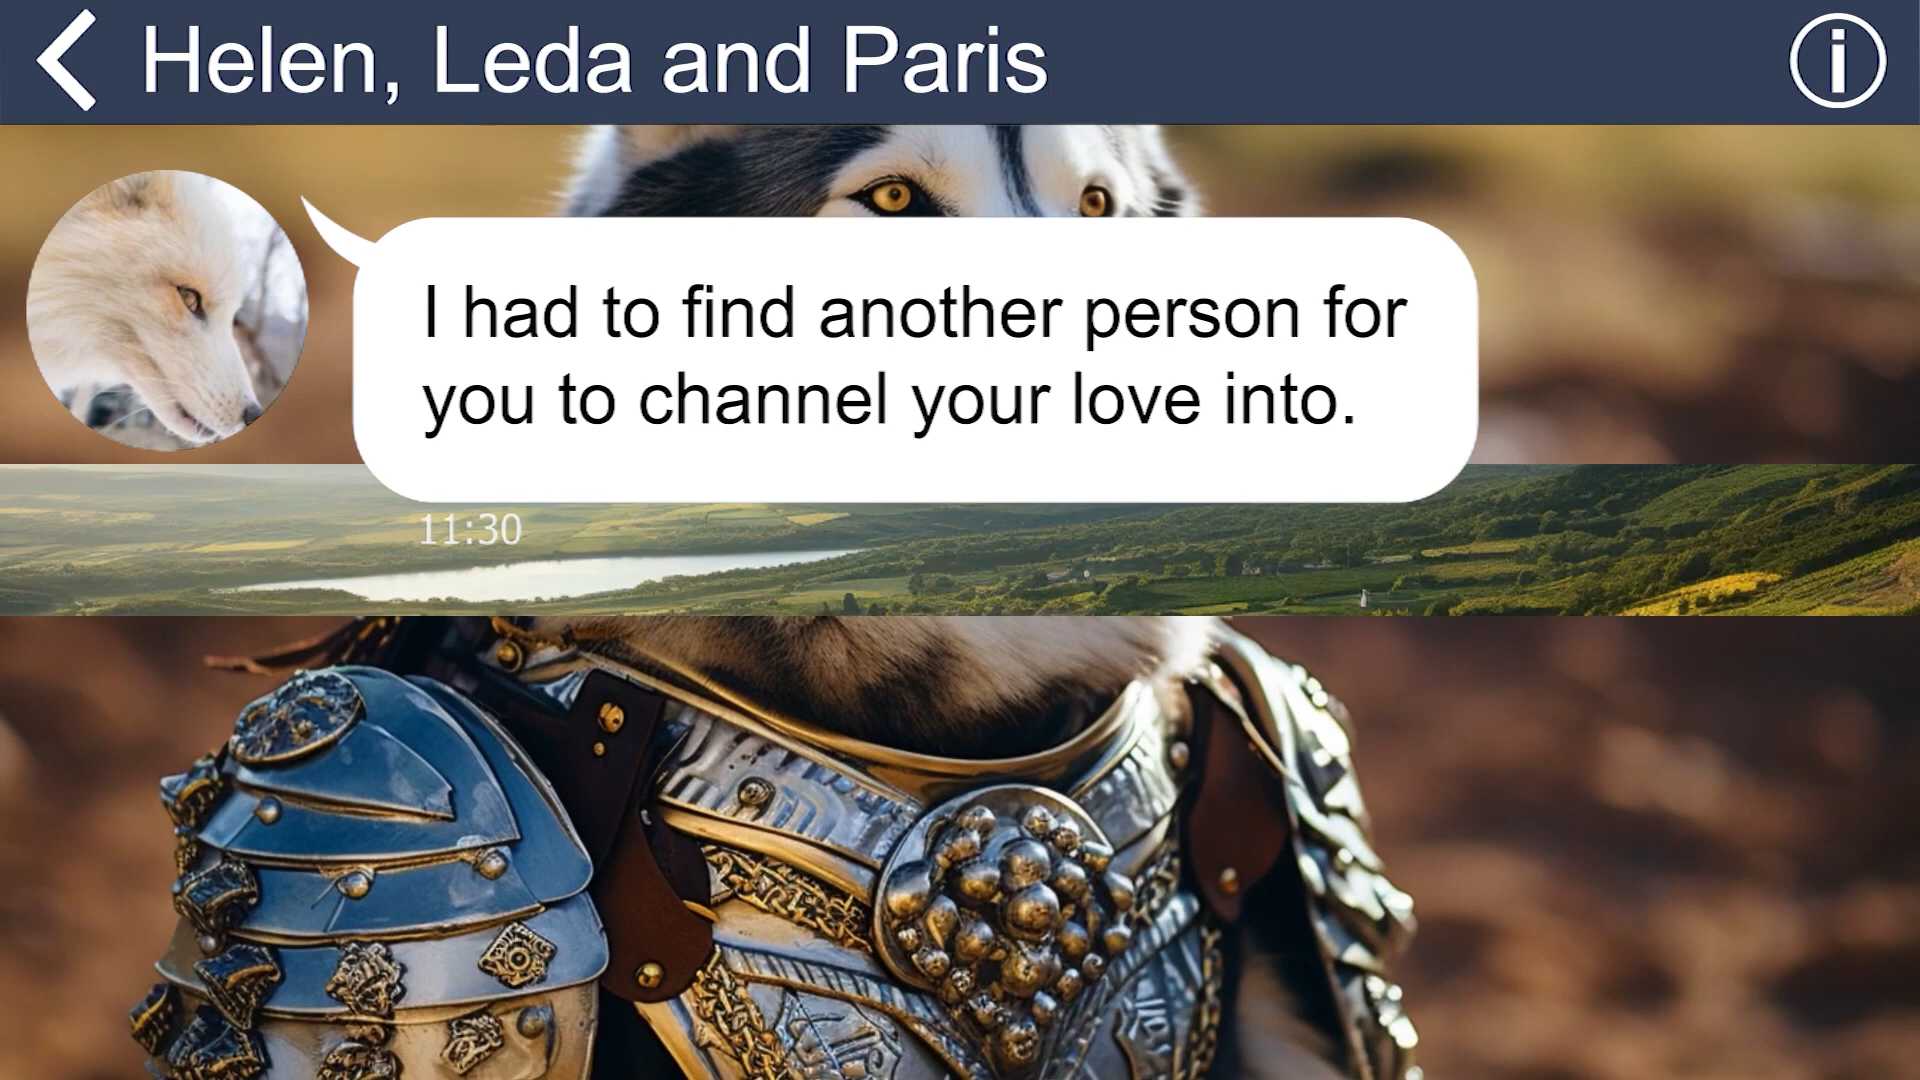 Helen, Leda and Paris
I had to find another person for
you to channel your love into.
11:30